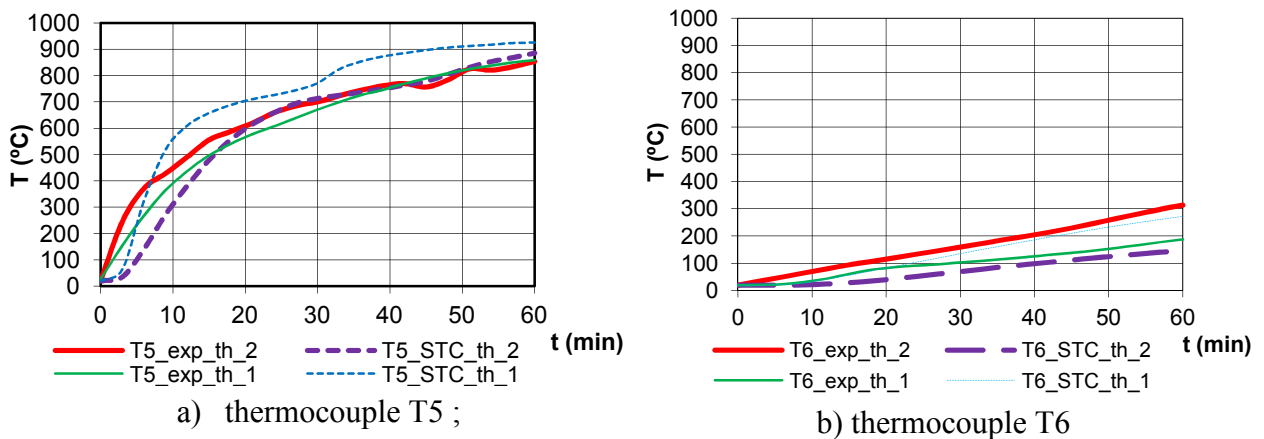 1000
900
800
700
600
500
400
300
200
100
0
T (ºC)
0 10 20 30 40 50 60
t (min)
T5_exp_th_2 T5_STC_th_2
T5_exp_th_1 T5_STC_th_1
a) thermocouple T5 ;
1000
900
800
700
600
500
400
300
200
100
0
T (ºC)
0 10 20 30 40 50 60
t (min)
T6_exp_th_2 T6_STC_th_2
T6_exp_th_1 T6_STC_th_1
b) thermocouple T6